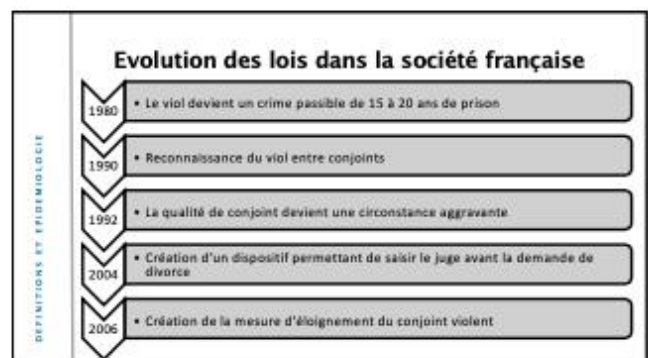 Evolution des lois dans la société française
1980
• Le viol devient un crime passible de 15 à 20 ans de prison
1990
• Reconnaissance du viol entre conjoints
1992
• La qualité de conjoint devient une circonstance aggravante
2004
• Création d'un dispositif permettant de saisir le juge avant la demande de
divorce
2006
• Création de la mesure d'éloignement du conjoint violent
DEFINITIONS ET EPIDEMIOLOGIE